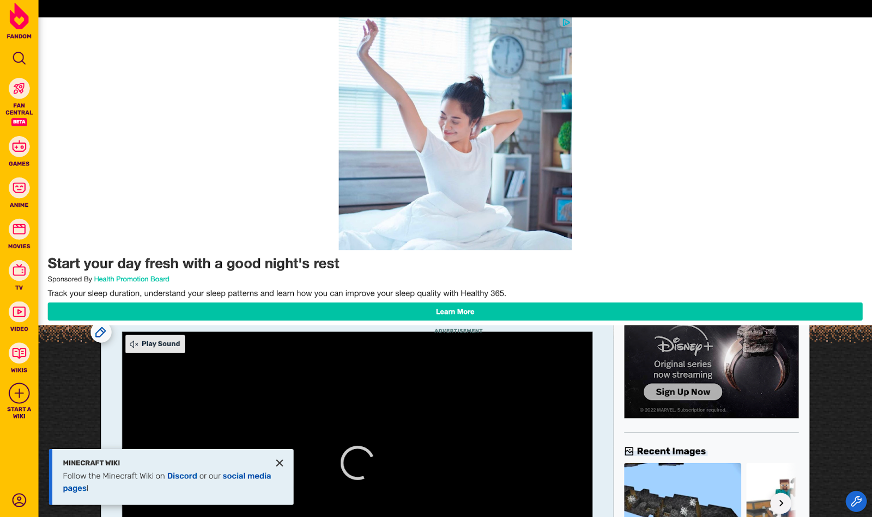 FANDOM
FAN
CENTRAL
BETA
GAMES
ANIME
MOVIES
TV
VIDEO
WIKIS
START A
WIKI
Start your day fresh with a good night's rest
Sponsored By Health Promotion Board
Track your sleep duration, understand your sleep patterns and learn how you can improve your sleep quality with Healthy 365.
Learn More
ADVERTISEMENT
Play Sound
Disney+
Original series
now streaming
Sign Up Now
© 2022 MARVEL. Subscription required.
Recent Images
MINECRAFT WIKI
Follow the Minecraft Wiki on Discord or our social media
pages!